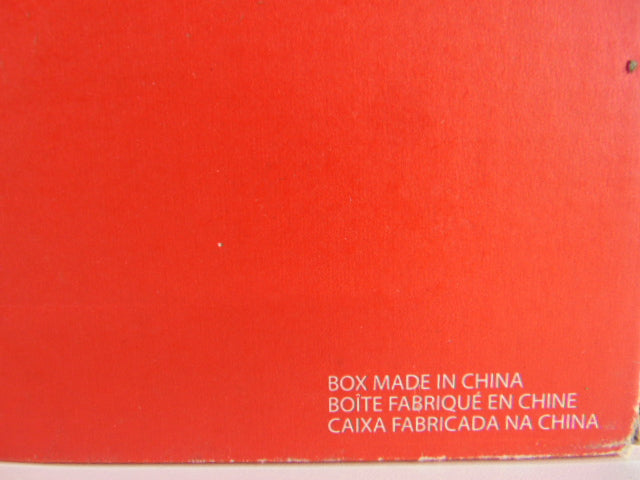 BOX MADE IN CHINA
BOÎTE FABRIQUÉ EN CHINE
CAIXA FABRICADA NA CHINA